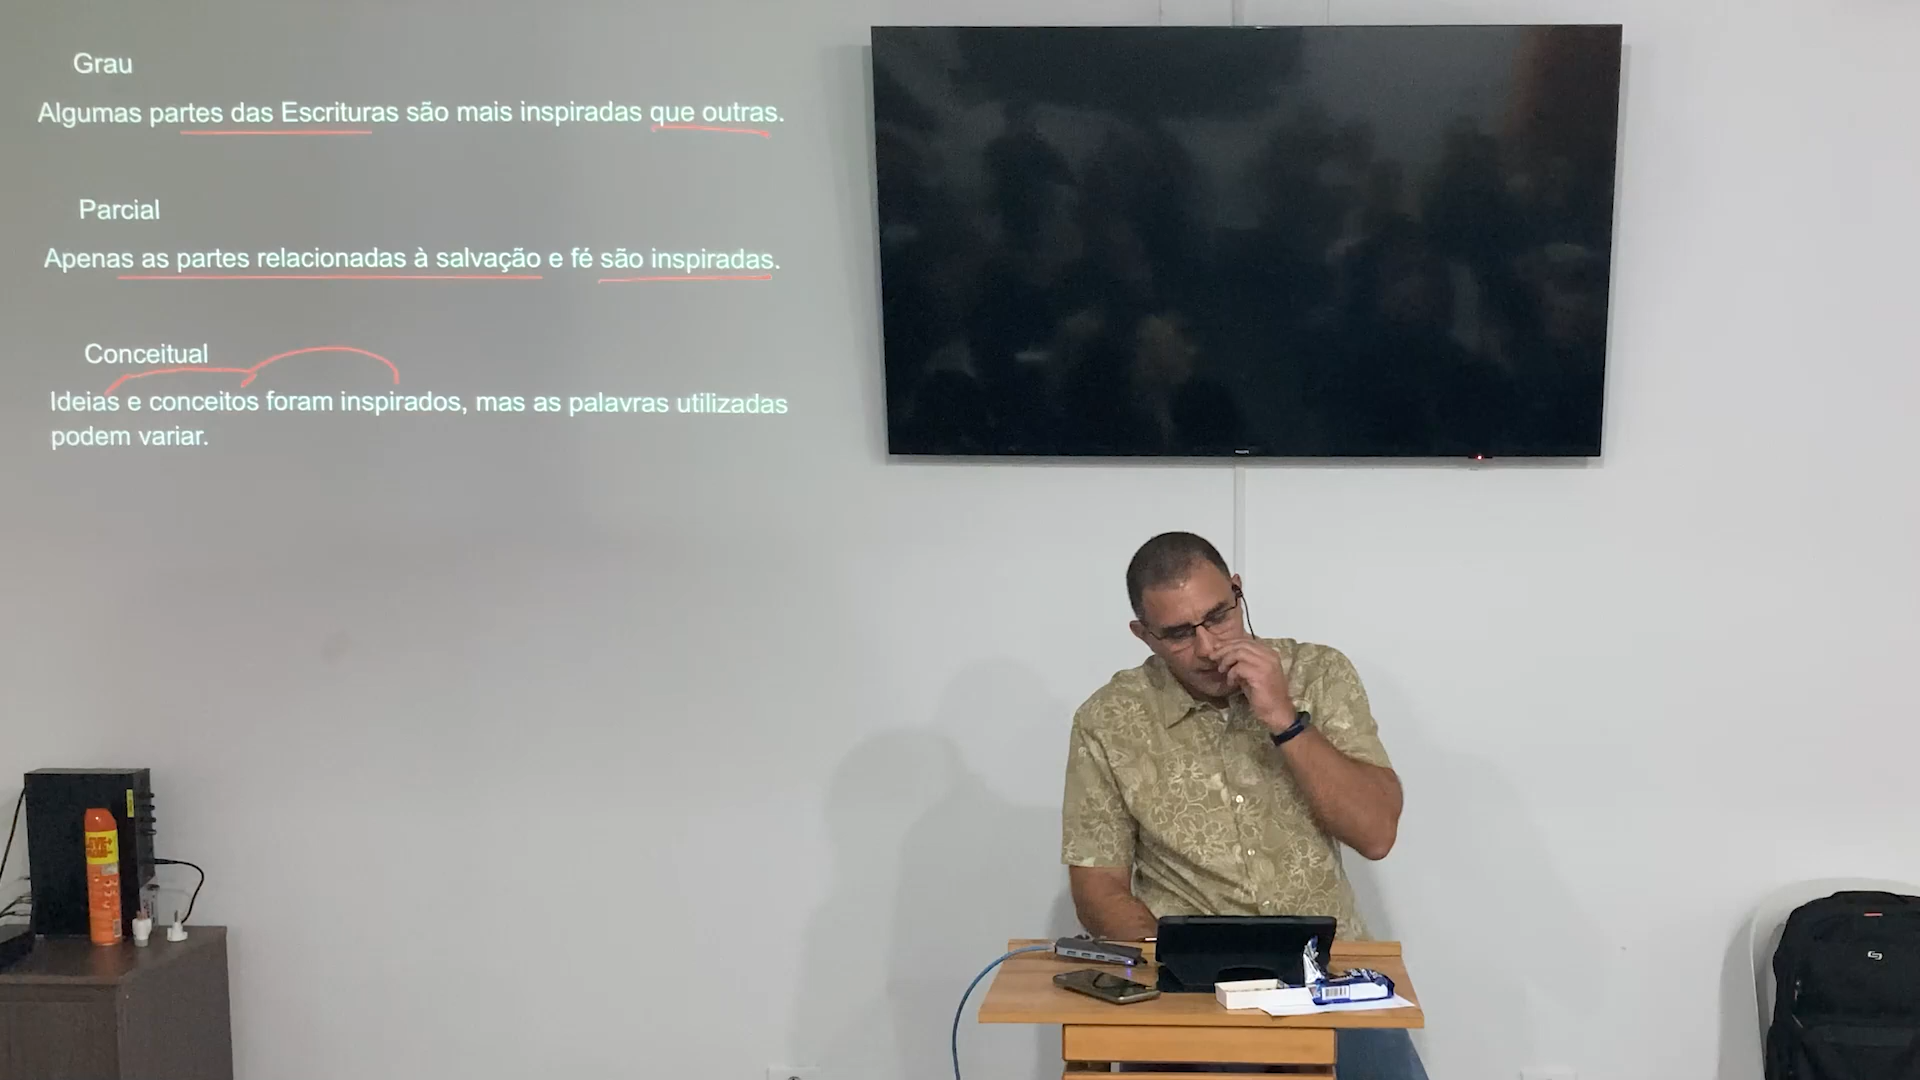 Grau
Algumas partes das Escrituras são mais inspiradas que outras.
Parcial
Apenas as partes relacionadas à salvação e fé são inspiradas.
Conceitual
Ideias e conceitos foram inspirados, mas as palavras utilizadas
podem variar.
PHILIPS